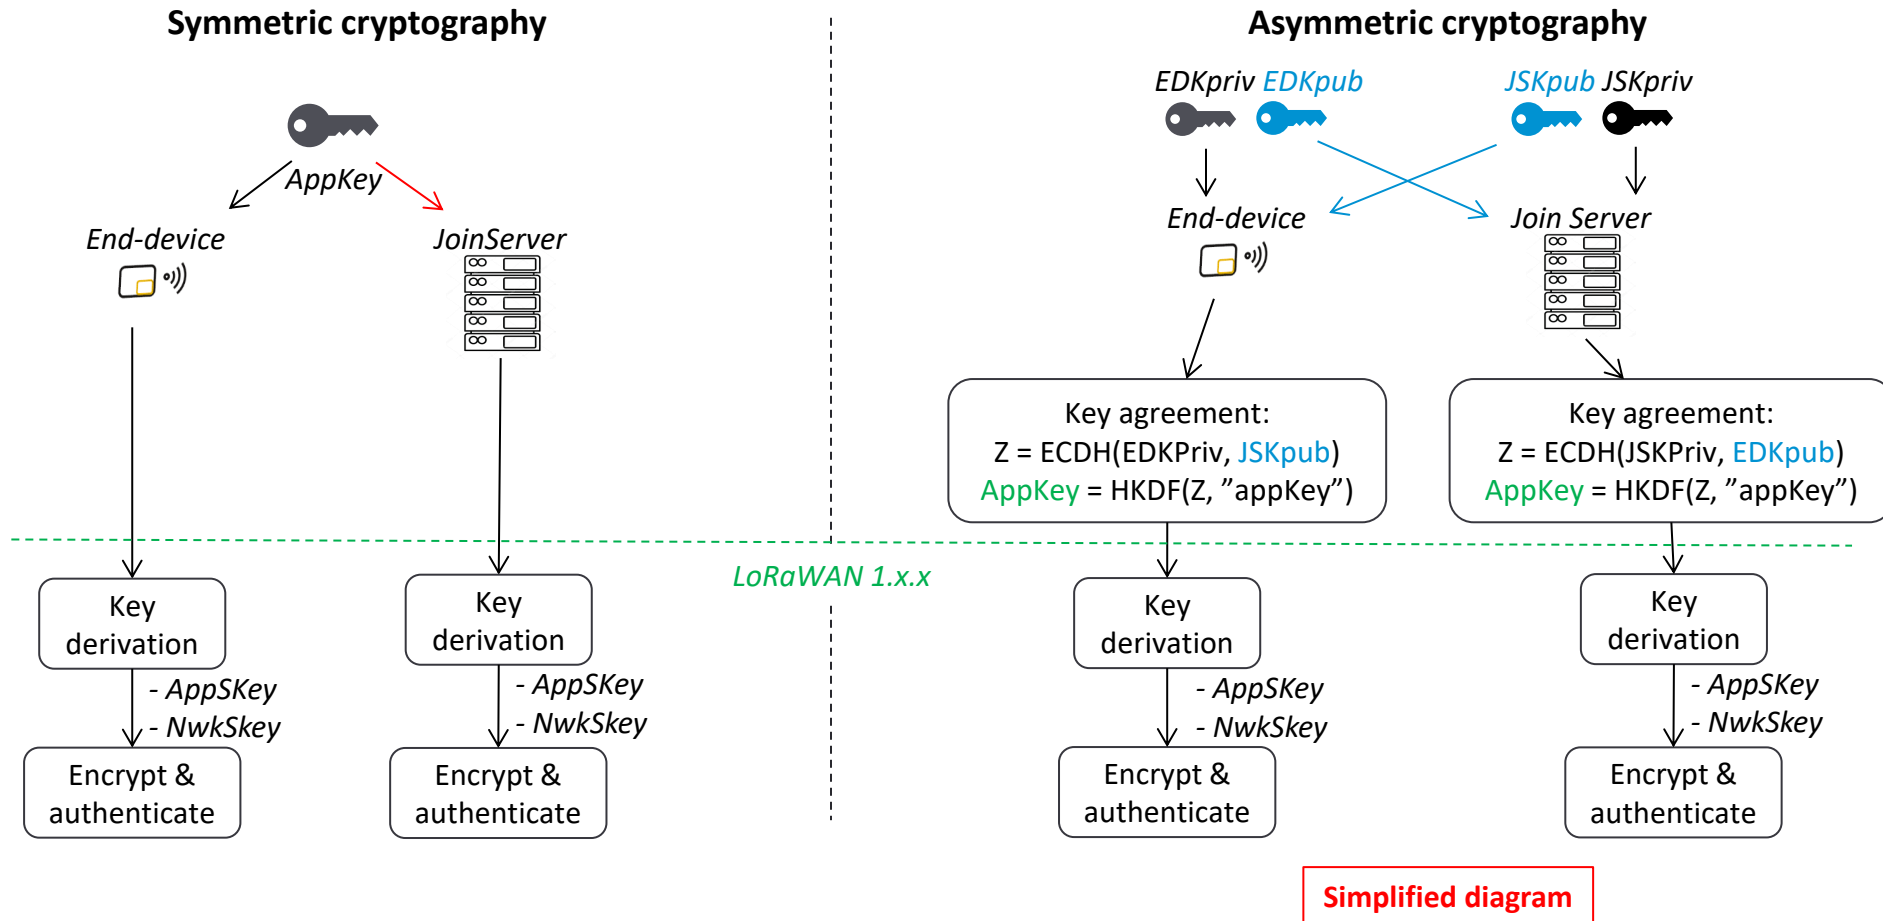 Symmetric cryptography
AppKey
End-device
JoinServer
Key
derivation
- AppSKey
- NwkSkey
Encrypt &
authenticate
Key
derivation
- AppSKey
- NwkSkey
Encrypt &
authenticate
LoRaWAN 1.x.x
Asymmetric cryptography
EDKpriv EDKpub
JSKpub JSKpriv
End-device
Join Server
Key agreement:
Z = ECDH(EDKPriv, JSKpub)
AppKey = HKDF(Z, ”appKey”)
Key agreement:
Z = ECDH(JSKPriv, EDKpub)
AppKey = HKDF(Z, ”appKey”)
Key
derivation
- AppSKey
- NwkSkey
Encrypt &
authenticate
Key
derivation
- AppSKey
- NwkSkey
Encrypt &
authenticate
Simplified diagram